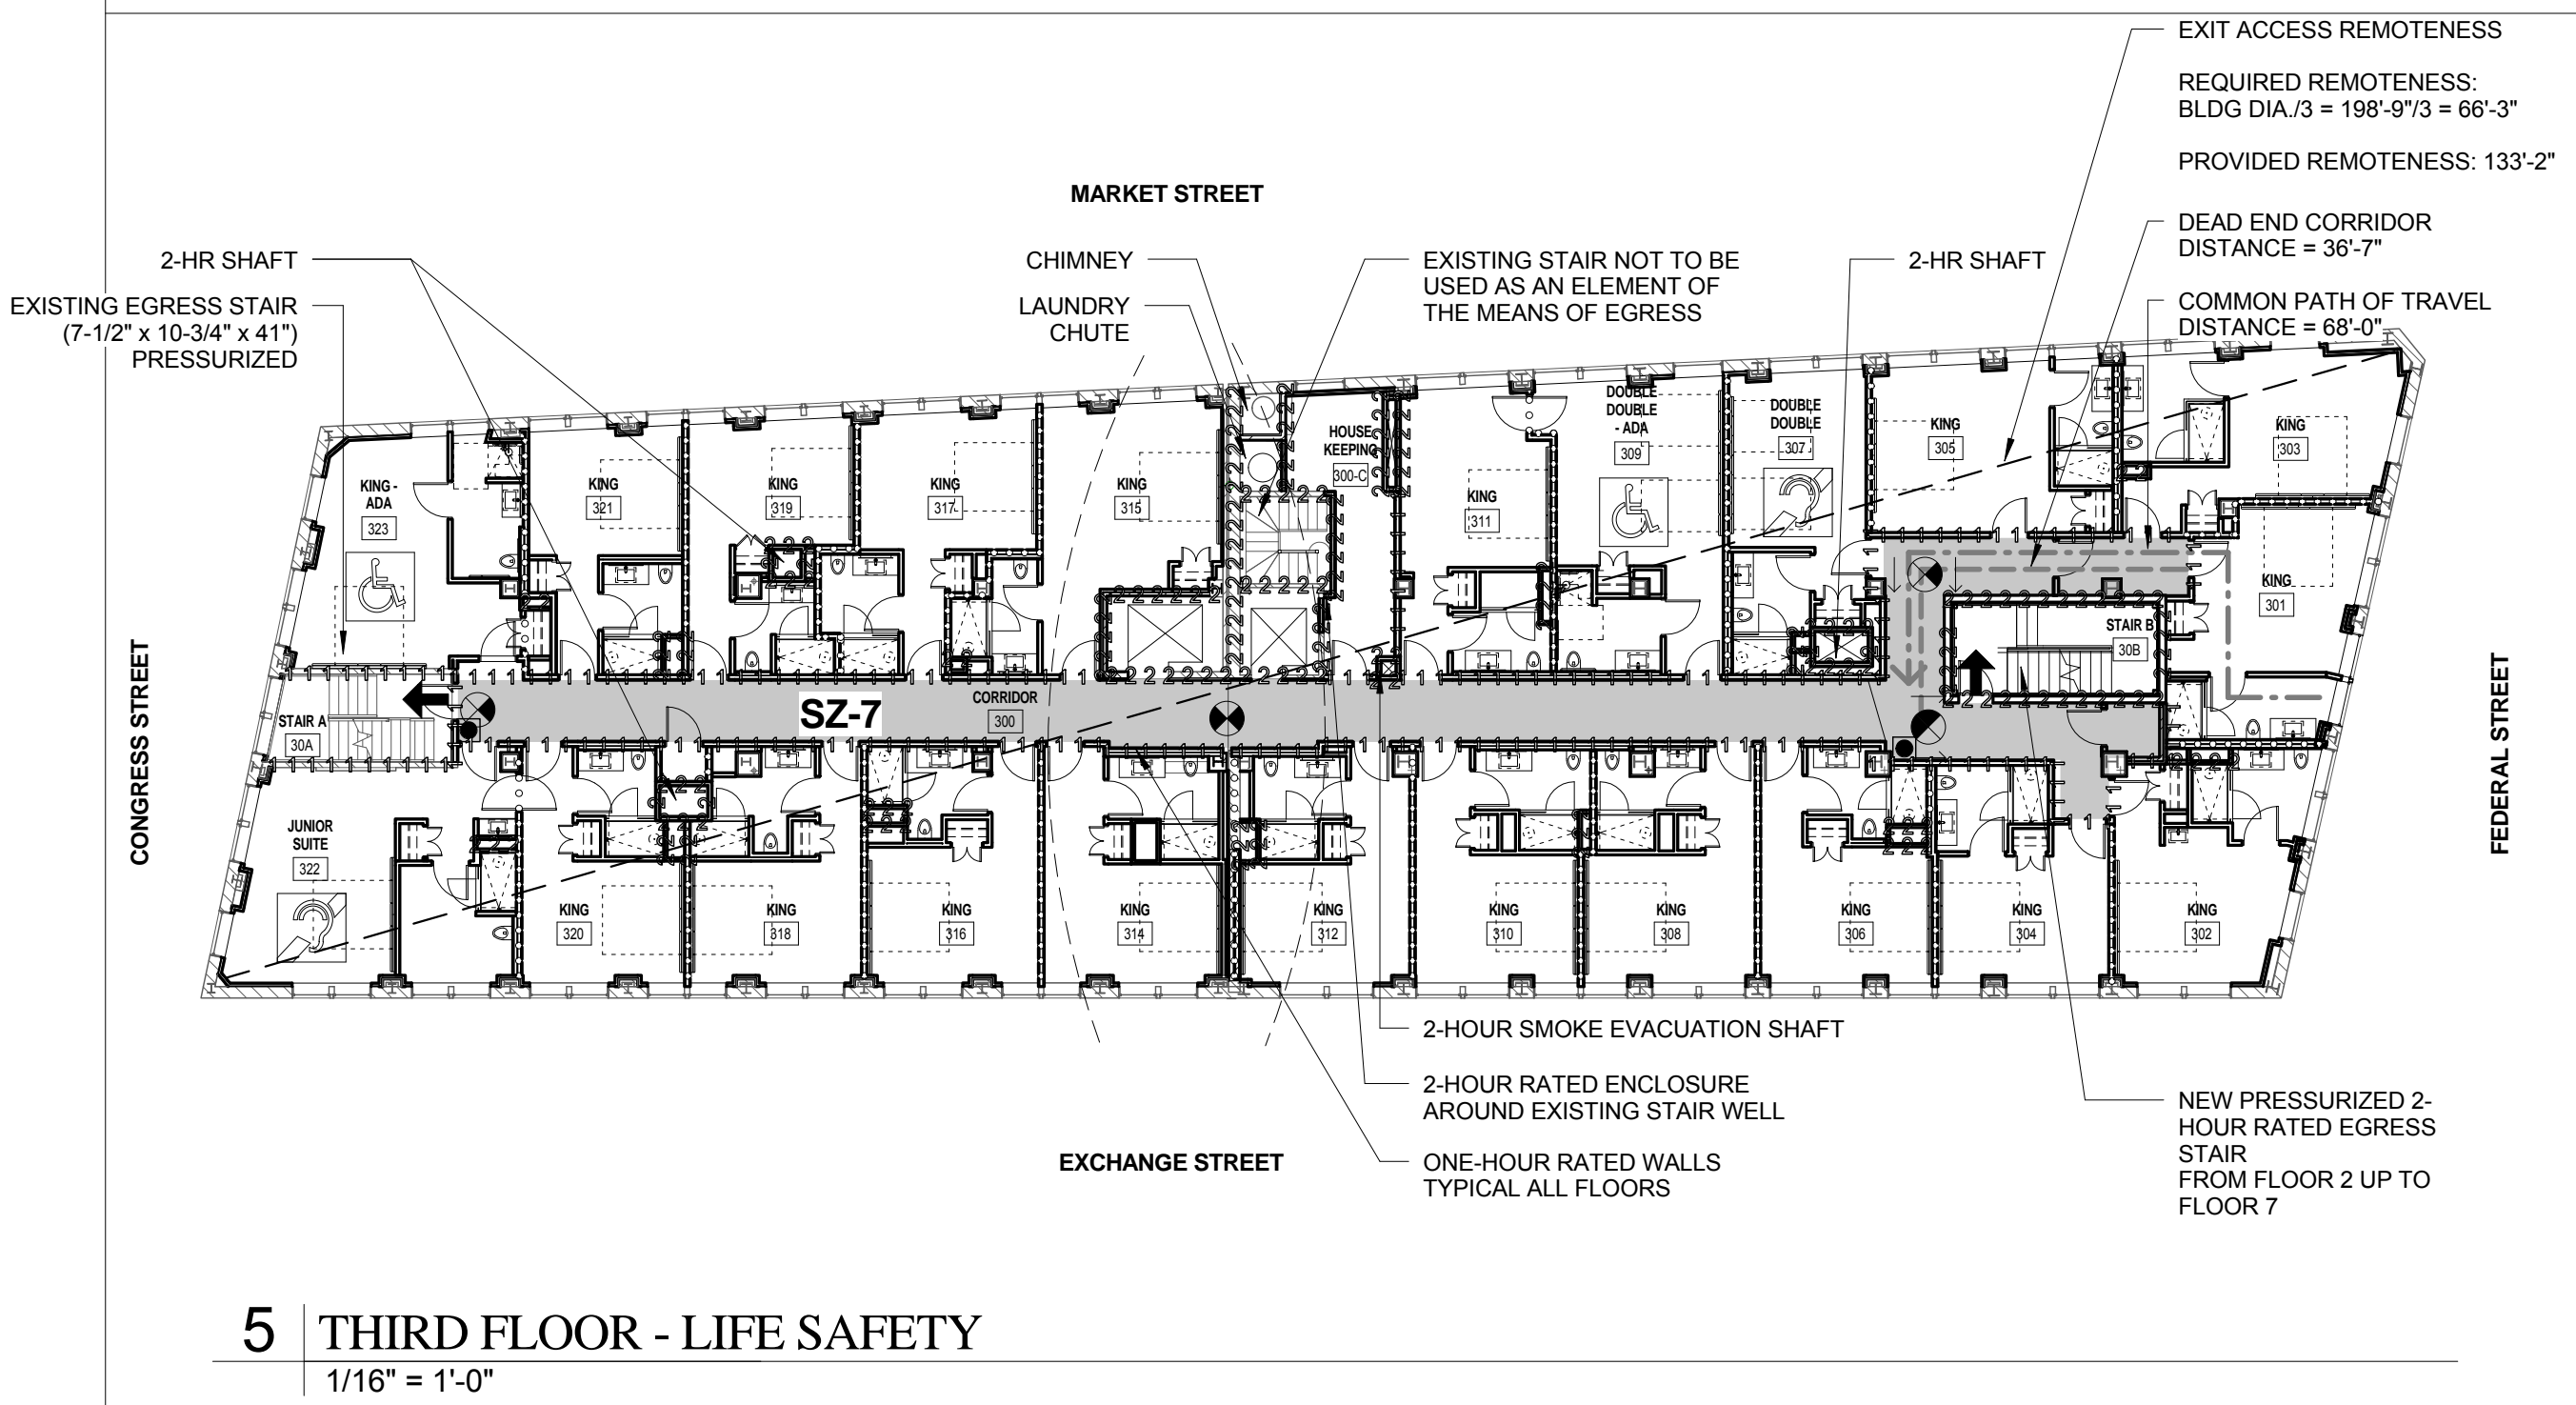 EXIT ACCESS REMOTENESS
REQUIRED REMOTENESS:
BLDG DIA./3 = 198'-9"/3 = 66'-3"
PROVIDED REMOTENESS: 133'-2"
MARKET STREET
DEAD END CORRIDOR
DISTANCE = 36'-7"
2-HR SHAFT
CHIMNEY
EXISTING STAIR NOT TO BE
USED AS AN ELEMENT OF
THE MEANS OF EGRESS
2-HR SHAFT
EXISTING EGRESS STAIR
(7-1/2" x 10-3/4" x 41")
PRESSURIZED
LAUNDRY
CHUTE
COMMON PATH OF TRAVEL
DISTANCE = 68'-0"
KING -
ADA
323
KING
321
KING
319
KING
317
KING
315
HOUSE
KEEPING
300-C
KING
311
DOUBLE
DOUBLE
- ADA
309
DOUBLE
DOUBLE
307
KING
305
KING
303
KING
301
STAIR B
30B
CONGRESS STREET
STAIR A
30A
SZ-7
CORRIDOR
300
FEDERAL STREET
JUNIOR
SUITE
322
KING
320
KING
318
KING
316
KING
314
KING
312
KING
310
KING
308
KING
306
KING
304
KING
302
2-HOUR SMOKE EVACUATION SHAFT
2-HOUR RATED ENCLOSURE
AROUND EXISTING STAIR WELL
EXCHANGE STREET
ONE-HOUR RATED WALLS
TYPICAL ALL FLOORS
NEW PRESSURIZED 2-
HOUR RATED EGRESS
STAIR
FROM FLOOR 2 UP TO
FLOOR 7
5
THIRD FLOOR - LIFE SAFETY
1/16" = 1'-0"